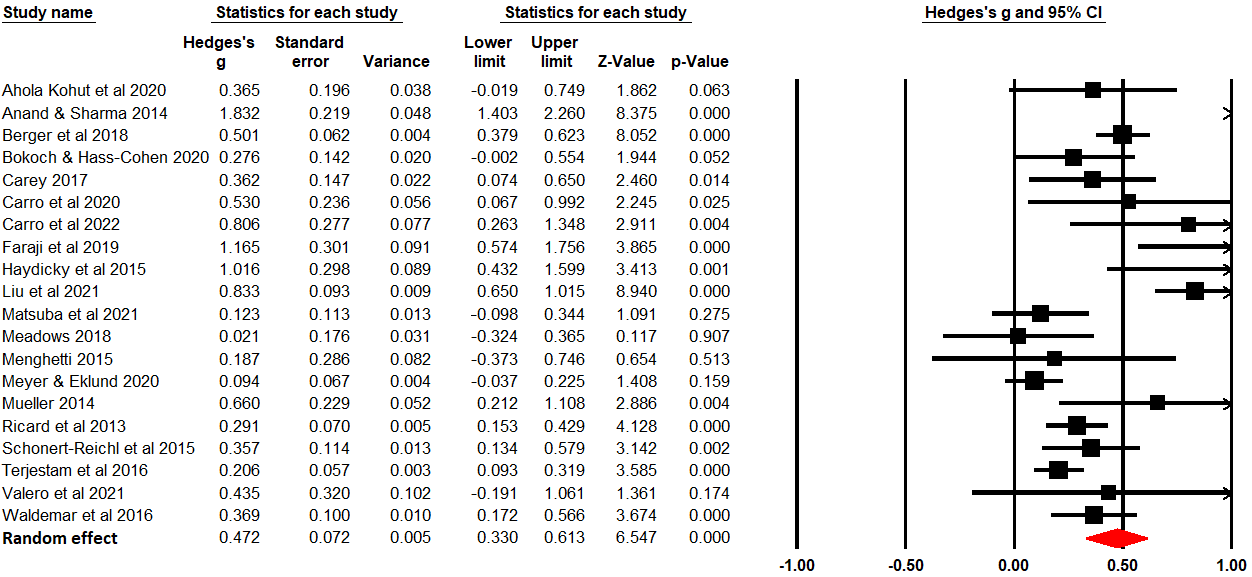 Study name Statistics for each study Statistics for each study Hedges's g and 95% CI
Hedges's Standard Lower Upper
g error Variance limit limit Z-Value p-Value
Ahola Kohut et al 2020 0.365 0.196 0.038 -0.019 0.749 1.862 0.063
Anand & Sharma 2014 1.832 0.219 0.048 1.403 2.260 8.375 0.000
Berger et al 2018 0.501 0.062 0.004 0.379 0.623 8.052 0.000
Bokoch & Hass-Cohen 2020 0.276 0.142 0.020 -0.002 0.554 1.944 0.052
Carey 2017 0.362 0.147 0.022 0.074 0.650 2.460 0.014
Carro et al 2020 0.530 0.236 0.056 0.067 0.992 2.245 0.025
Carro et al 2022 0.806 0.277 0.077 0.263 1.348 2.911 0.004
Faraji et al 2019 1.165 0.301 0.091 0.574 1.756 3.865 0.000
Haydicky et al 2015 1.016 0.298 0.089 0.432 1.599 3.413 0.001
Liu et al 2021 0.833 0.093 0.009 0.650 1.015 8.940 0.000
Matsuba et al 2021 0.123 0.113 0.013 -0.098 0.344 1.091 0.275
Meadows 2018 0.021 0.176 0.031 -0.324 0.365 0.117 0.907
Menghetti 2015 0.187 0.286 0.082 -0.373 0.746 0.654 0.513
Meyer & Eklund 2020 0.094 0.067 0.004 -0.037 0.225 1.408 0.159
Mueller 2014 0.660 0.229 0.052 0.212 1.108 2.886 0.004
Ricard et al 2013 0.291 0.070 0.005 0.153 0.429 4.128 0.000
Schonert-Reichl et al 2015 0.357 0.114 0.013 0.134 0.579 3.142 0.002
Terjestam et al 2016 0.206 0.057 0.003 0.093 0.319 3.585 0.000
Valero et al 2021 0.435 0.320 0.102 -0.191 1.061 1.361 0.174
Waldemar et al 2016 0.369 0.100 0.010 0.172 0.566 3.674 0.000
Random effect 0.472 0.072 0.005 0.330 0.613 6.547 0.000
-1.00 -0.50 0.00 0.50 1.00